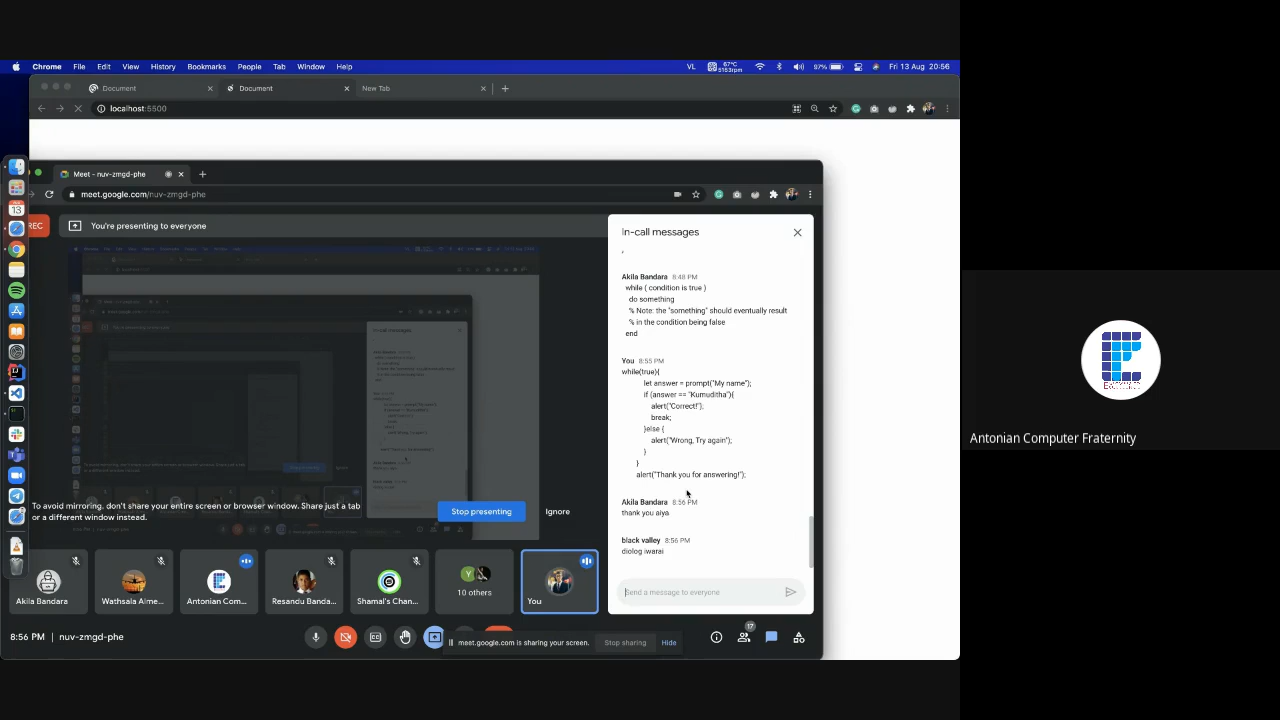 Chrome File Edit View History Bookmarks People Tab Window Help
VL 67°C 5163rpm 97% Fri 13 Aug 20:56
Document Document New Tab
localhost:5500
Meet - nuv-zmgd-phe
meet.google.com/nuv-zmgd-phe
REC You're presenting to everyone
In-call messages
Akila Bandara 8:48 PM
while ( condition is true )
do something
% Note: the "something" should eventually result
% in the condition being false
end
You 8:55 PM
while(true){
let answer = prompt("My name");
if (answer == "Kumuditha"){
alert("Correct!");
break;
}else {
alert("Wrong, Try again");
}
}
alert("Thank you for answering!");
Akila Bandara 8:56 PM
thank you aiya
black valley 8:56 PM
diolog iwarai
Send a message to everyone
To avoid mirroring, don't share your entire screen or browser window. Share just a tab
or a different window instead.
Stop presenting Ignore
Akila Bandara Wathsala Alme... Antonian Com... Resandu Banda... Shamal's Chan... 10 others You
Y
8:56 PM | nuv-zmgd-phe
meet.google.com is sharing your screen. Stop sharing Hide
17
Antonian Computer Fraternity